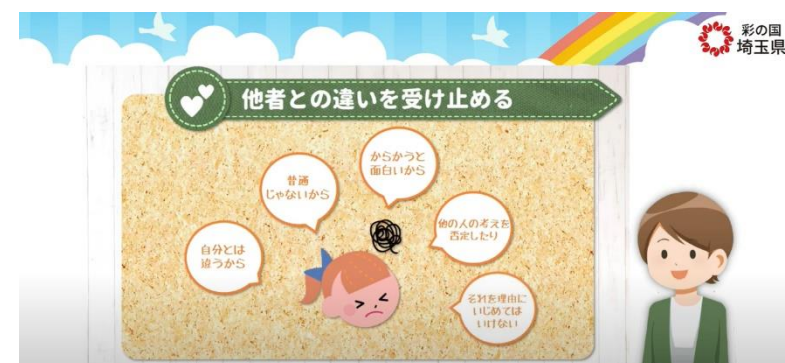 彩の国
埼玉県
他者との違いを受け止める
からかうと
面白いから
普通
じゃないから
他の人の考えを
否定したり
自分とは
違うから
それを理由に
いじめては
いけない